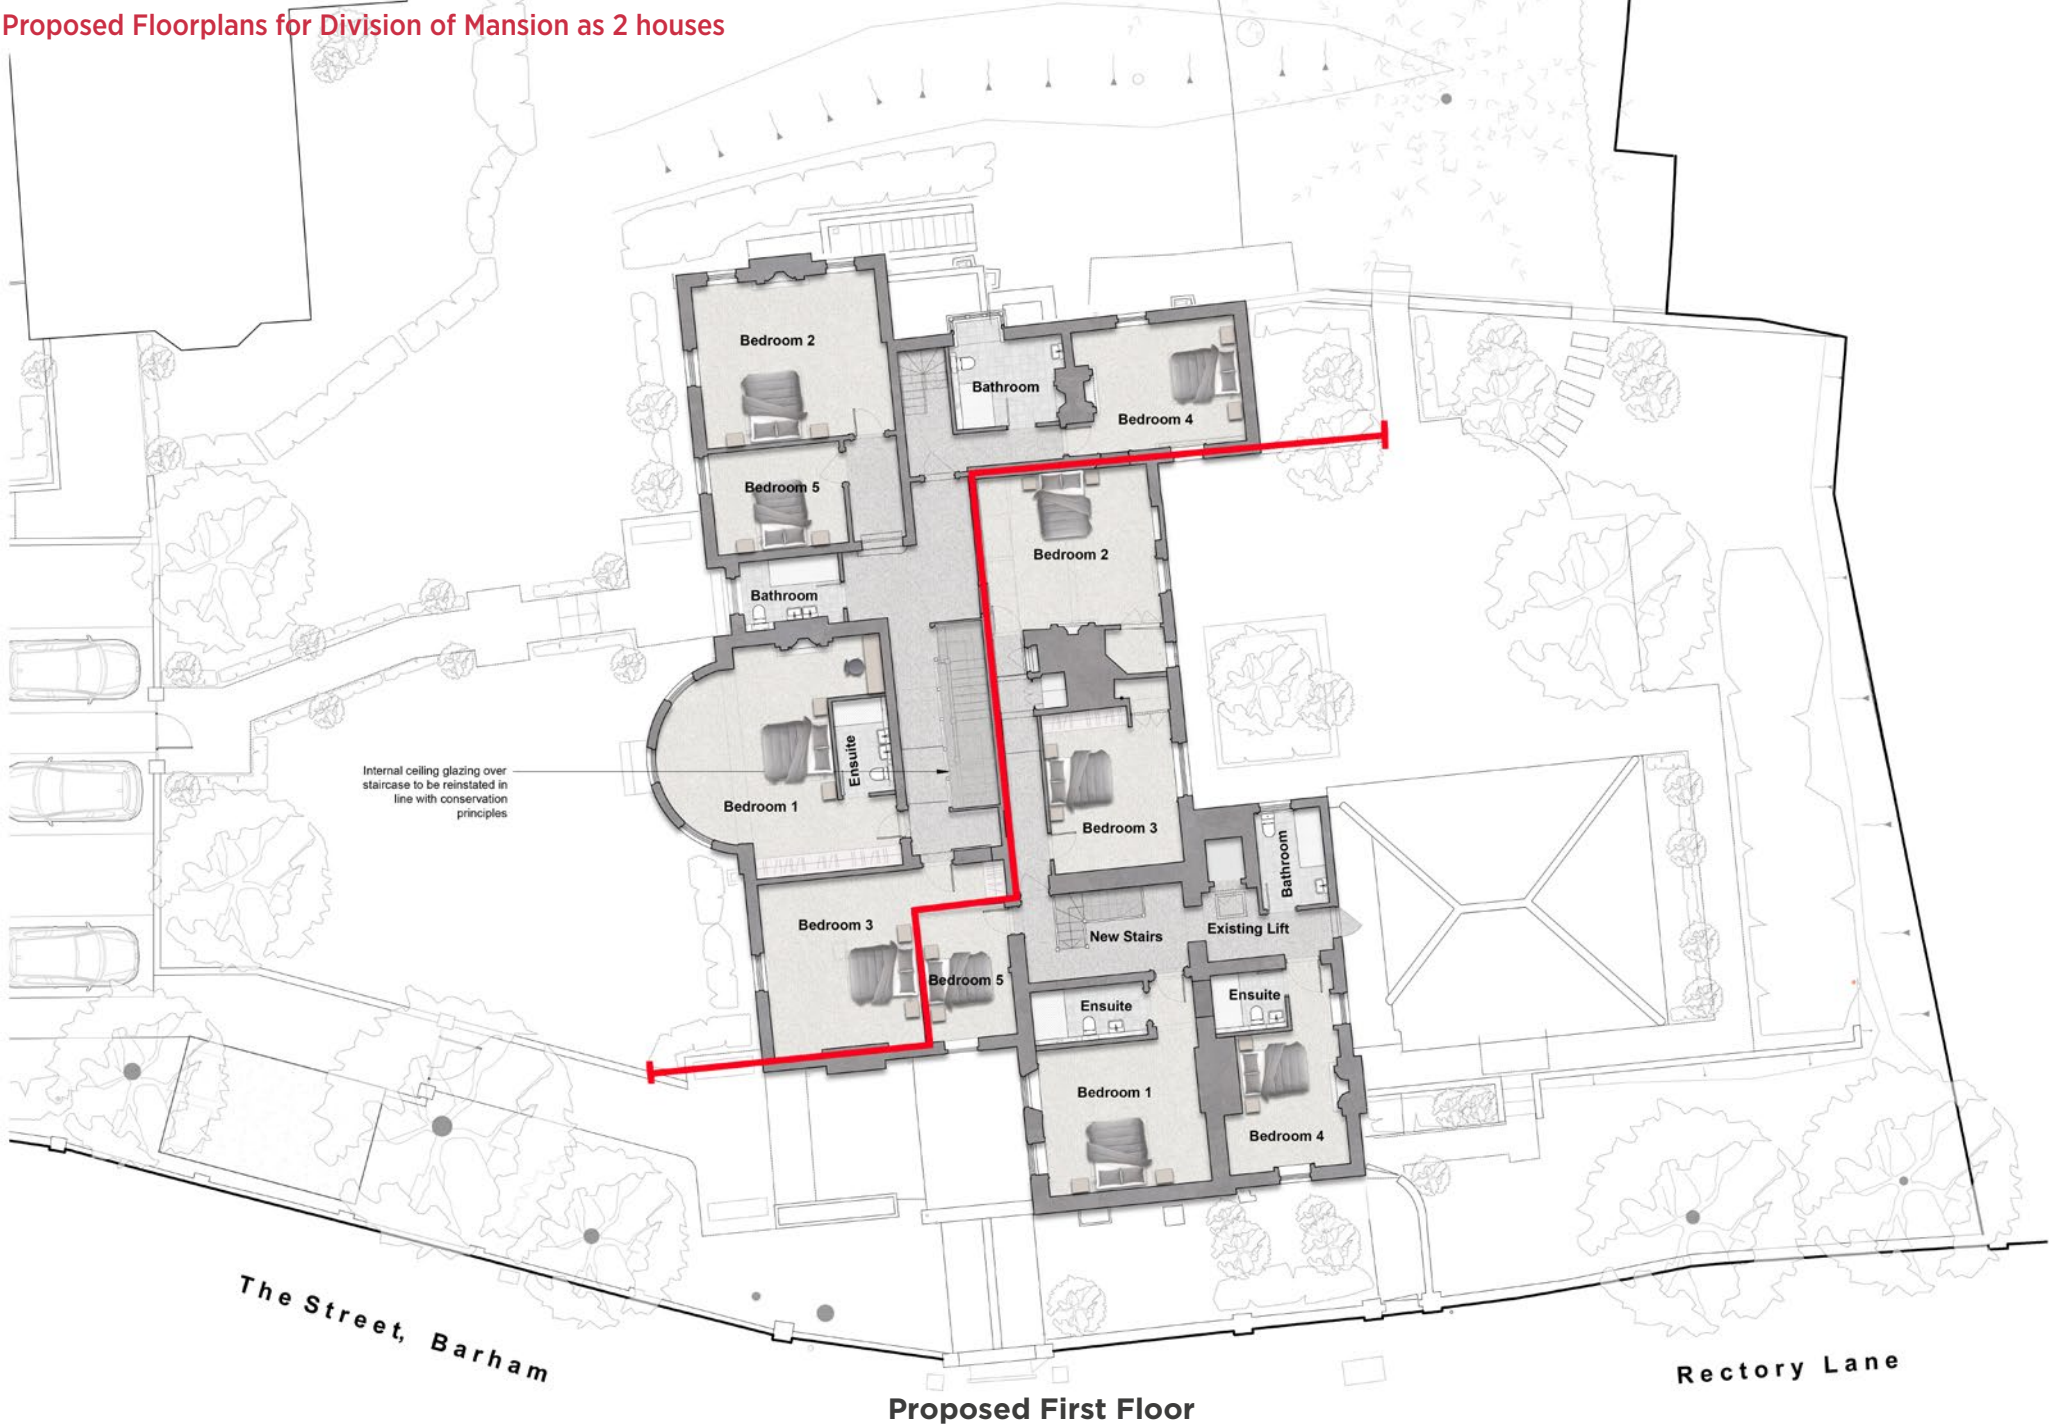 Proposed Floorplans for Division of Mansion as 2 houses
Bedroom 2
Bathroom
Bedroom 4
Bedroom 5
Bedroom 2
Bathroom
Internal ceiling glazing over
staircase to be reinstated in
line with conservation
principles
Ensuite
Bedroom 1
Bedroom 3
Bathroom
Bedroom 3
New Stairs
Existing Lift
Bedroom 5
Ensuite
Ensuite
Bedroom 1
Bedroom 4
The Street, Barham
Rectory Lane
Proposed First Floor